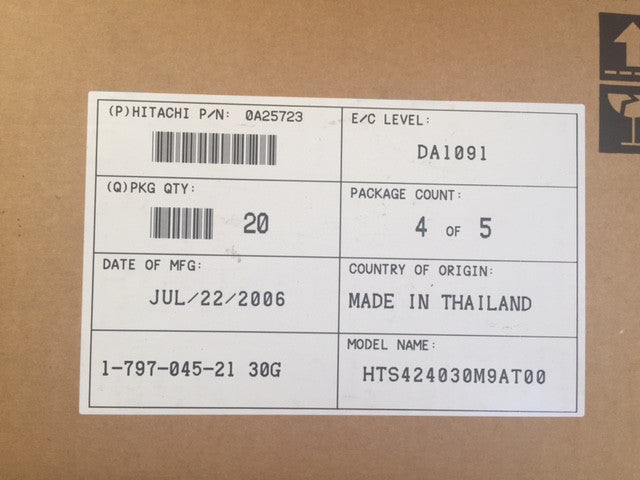 (P)HITACHI P/N: 0A25723
E/C LEVEL:
DA1091
(Q)PKG QTY:
20
PACKAGE COUNT:
4 OF 5
DATE OF MFG:
JUL/22/2006
COUNTRY OF ORIGIN:
MADE IN THAILAND
1-797-045-21 30G
MODEL NAME:
HTS424030M9AT00